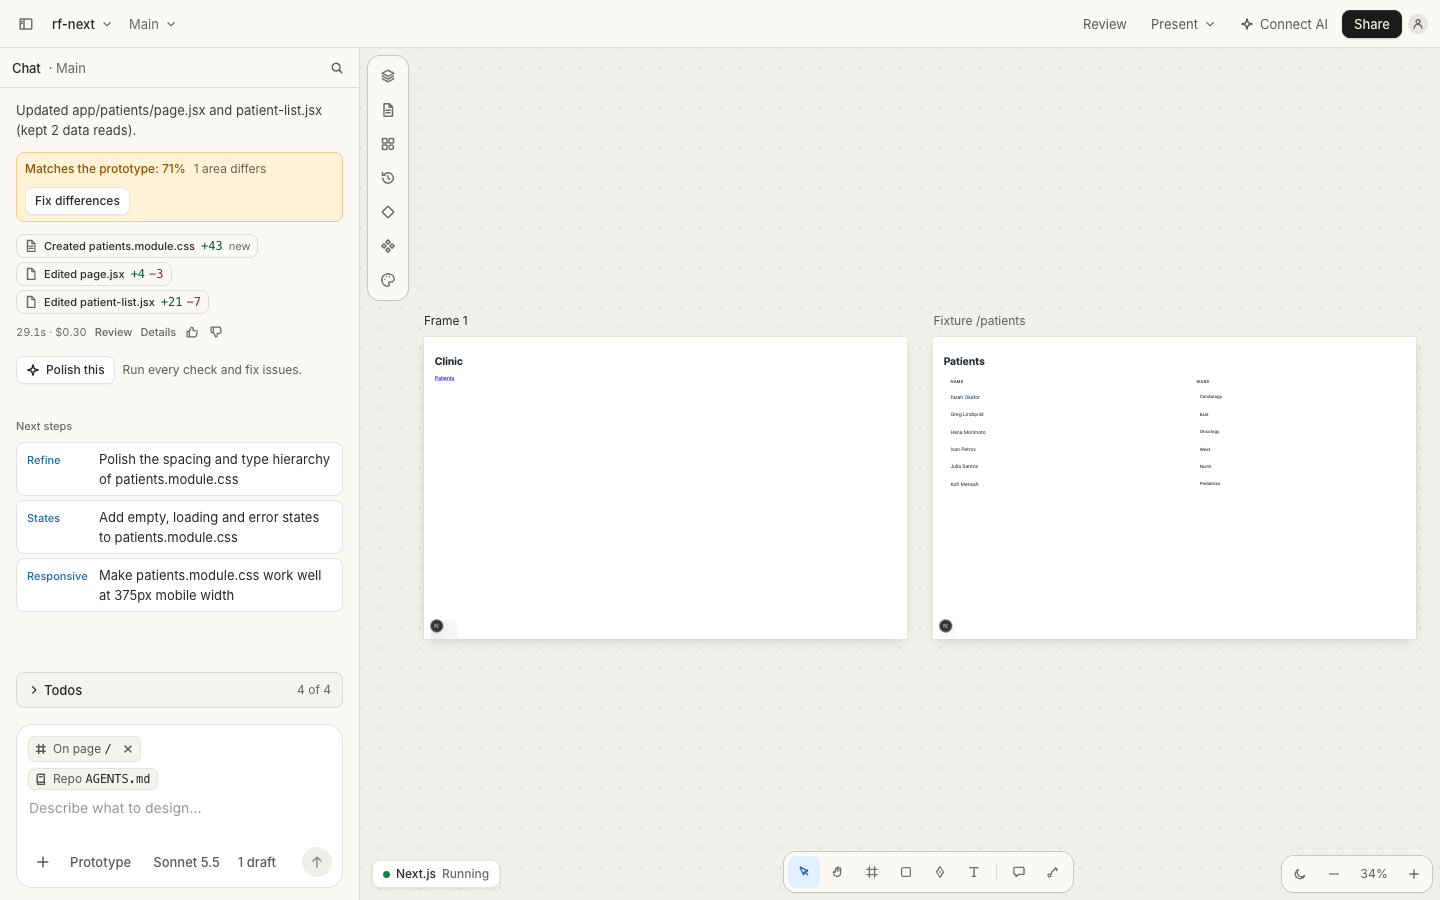 rf-next
Main
Review
Present
Connect AI
Share
Chat · Main
Updated app/patients/page.jsx and patient-list.jsx
(kept 2 data reads).
Matches the prototype: 71% 1 area differs
Fix differences
Created patients.module.css +43 new
Edited page.jsx +4 −3
Edited patient-list.jsx +21 −7
29.1s · $0.30 Review Details
Polish this Run every check and fix issues.
Next steps
Refine Polish the spacing and type hierarchy
of patients.module.css
States Add empty, loading and error states
to patients.module.css
Responsive Make patients.module.css work well
at 375px mobile width
Todos 4 of 4
On page /
Repo AGENTS.md
Describe what to design...
Prototype Sonnet 5.5 1 draft
Frame 1
Clinic
Patients
N
Fixture /patients
Patients
NAME WARD
Farah Okafor Cardiology
Greg Lindqvist East
Hana Morimoto Oncology
Ivan Petrov West
Julia Santos North
Kofi Mensah Pediatrics
N
Next.js Running
T
34%